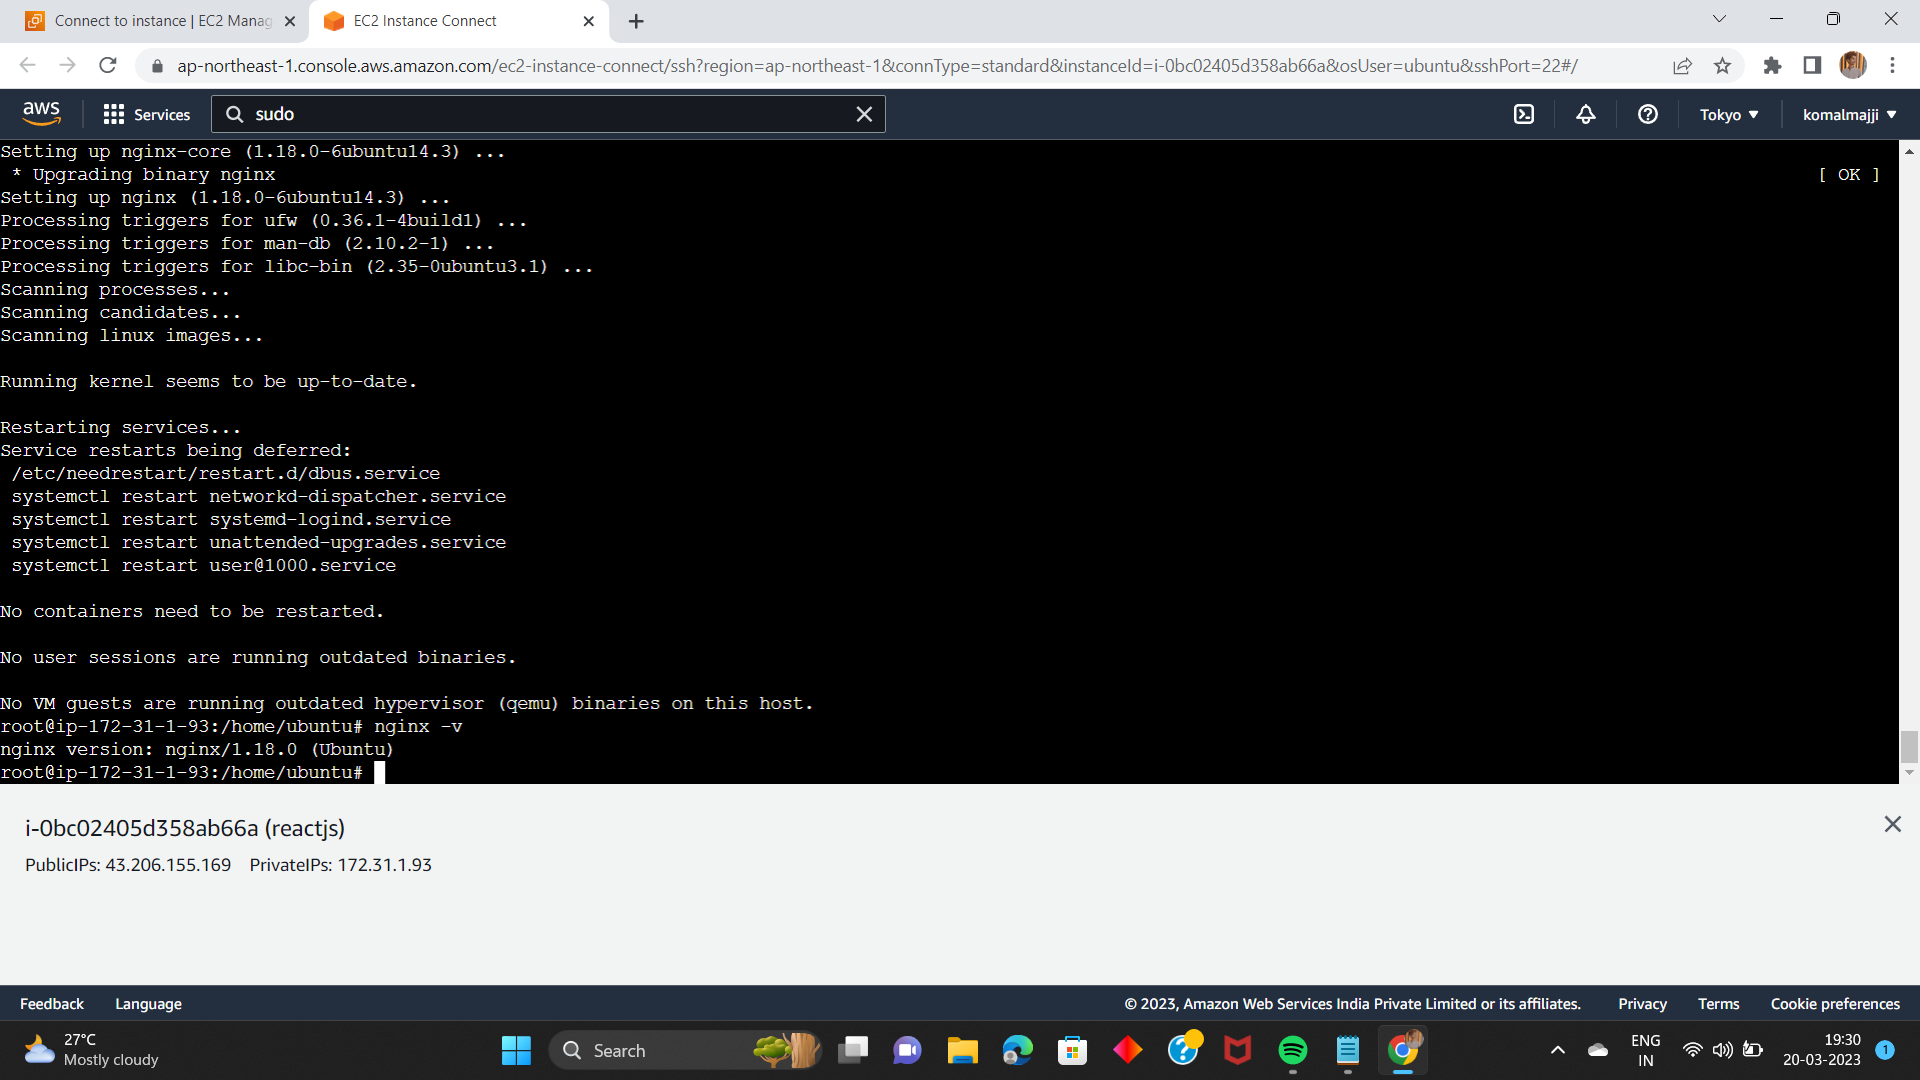 Connect to instance | EC2 Manag
EC2 Instance Connect
ap-northeast-1.console.aws.amazon.com/ec2-instance-connect/ssh?region=ap-northeast-1&connType=standard&instanceId=i-0bc02405d358ab66a&osUser=ubuntu&sshPort=22#/
aws
Services
sudo
Tokyo
komalmajji
Setting up nginx-core (1.18.0-6ubuntu14.3) ...
* Upgrading binary nginx [ OK ]
Setting up nginx (1.18.0-6ubuntu14.3) ...
Processing triggers for ufw (0.36.1-4build1) ...
Processing triggers for man-db (2.10.2-1) ...
Processing triggers for libc-bin (2.35-0ubuntu3.1) ...
Scanning processes...
Scanning candidates...
Scanning linux images...
Running kernel seems to be up-to-date.
Restarting services...
Service restarts being deferred:
/etc/needrestart/restart.d/dbus.service
systemctl restart networkd-dispatcher.service
systemctl restart systemd-logind.service
systemctl restart unattended-upgrades.service
systemctl restart user@1000.service
No containers need to be restarted.
No user sessions are running outdated binaries.
No VM guests are running outdated hypervisor (qemu) binaries on this host.
root@ip-172-31-1-93:/home/ubuntu# nginx -v
nginx version: nginx/1.18.0 (Ubuntu)
root@ip-172-31-1-93:/home/ubuntu#
i-0bc02405d358ab66a (reactjs)
PublicIPs: 43.206.155.169 PrivateIPs: 172.31.1.93
Feedback Language © 2023, Amazon Web Services India Private Limited or its affiliates. Privacy Terms Cookie preferences
27°C
Mostly cloudy
Search
ENG
IN
19:30
20-03-2023
1